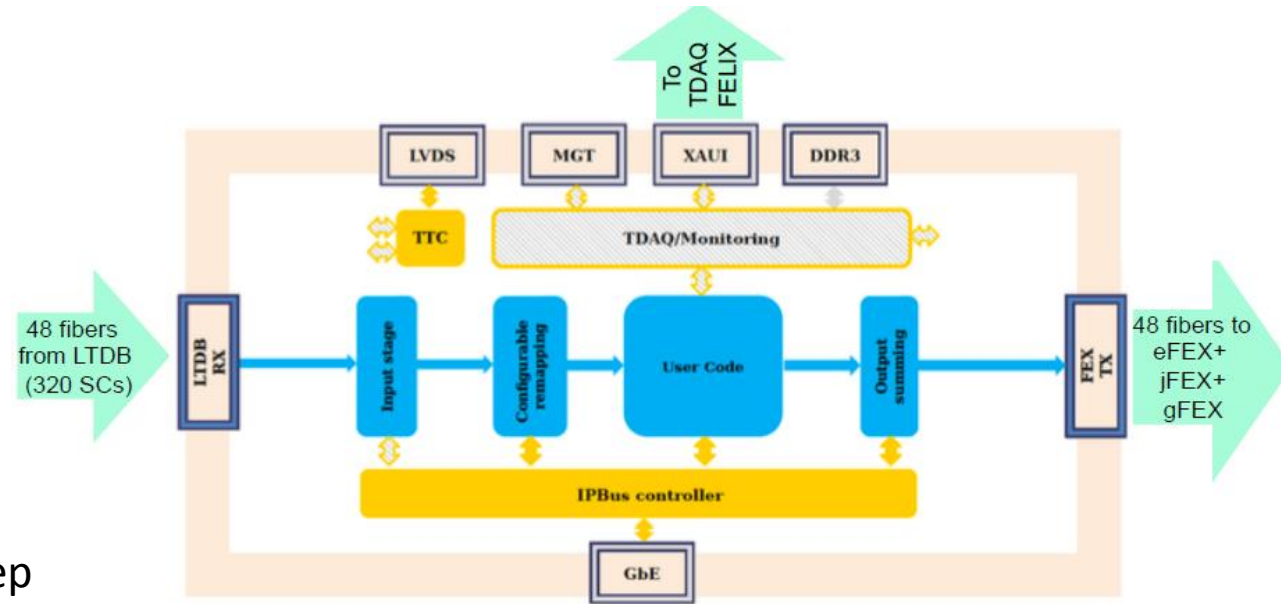 To
TDAQ
FELIX
LVDS
MGT
XAUI
DDR3
TTC
TDAQ/Monitoring
48 fibers
from LTDB
(320 SCs)
LTDB
RX
Input stage
Configurable
remapping
User Code
Output
summing
FEX
TX
48 fibers to
eFEX+
jFEX+
gFEX
IPBus controller
GbE
ep